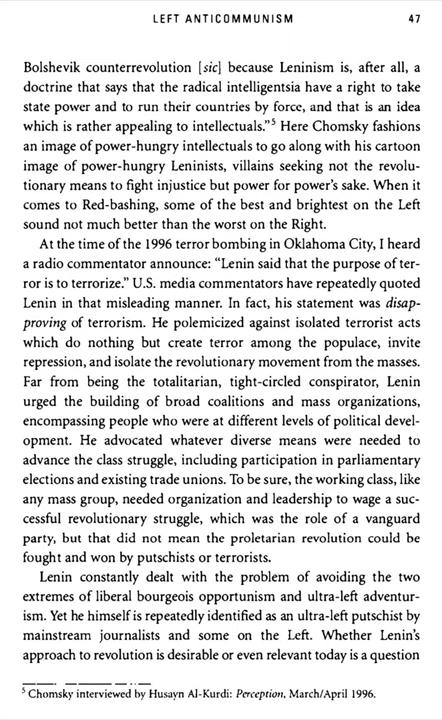 LEFT ANTICOMMUNISM 47
Bolshevik counterrevolution [sic] because Leninism is, after all, a
doctrine that says that the radical intelligentsia have a right to take
state power and to run their countries by force, and that is an idea
which is rather appealing to intellectuals."5 Here Chomsky fashions
an image of power-hungry intellectuals to go along with his cartoon
image of power-hungry Leninists, villains seeking not the revolu-
tionary means to fight injustice but power for power's sake. When it
comes to Red-bashing, some of the best and brightest on the Left
sound not much better than the worst on the Right.
At the time of the 1996 terror bombing in Oklahoma City, I heard
a radio commentator announce: "Lenin said that the purpose of ter-
ror is to terrorize." U.S. media commentators have repeatedly quoted
Lenin in that misleading manner. In fact, his statement was disap-
proving of terrorism. He polemicized against isolated terrorist acts
which do nothing but create terror among the populace, invite
repression, and isolate the revolutionary movement from the masses.
Far from being the totalitarian, tight-circled conspirator, Lenin
urged the building of broad coalitions and mass organizations,
encompassing people who were at different levels of political devel-
opment. He advocated whatever diverse means were needed to
advance the class struggle, including participation in parliamentary
elections and existing trade unions. To be sure, the working class, like
any mass group, needed organization and leadership to wage a suc-
cessful revolutionary struggle, which was the role of a vanguard
party, but that did not mean the proletarian revolution could be
fought and won by putschists or terrorists.
Lenin constantly dealt with the problem of avoiding the two
extremes of liberal bourgeois opportunism and ultra-left adventur-
ism. Yet he himself is repeatedly identified as an ultra-left putschist by
mainstream journalists and some on the Left. Whether Lenin's
approach to revolution is desirable or even relevant today is a question
5 Chomsky interviewed by Husayn Al-Kurdi: Perception, March/April 1996.